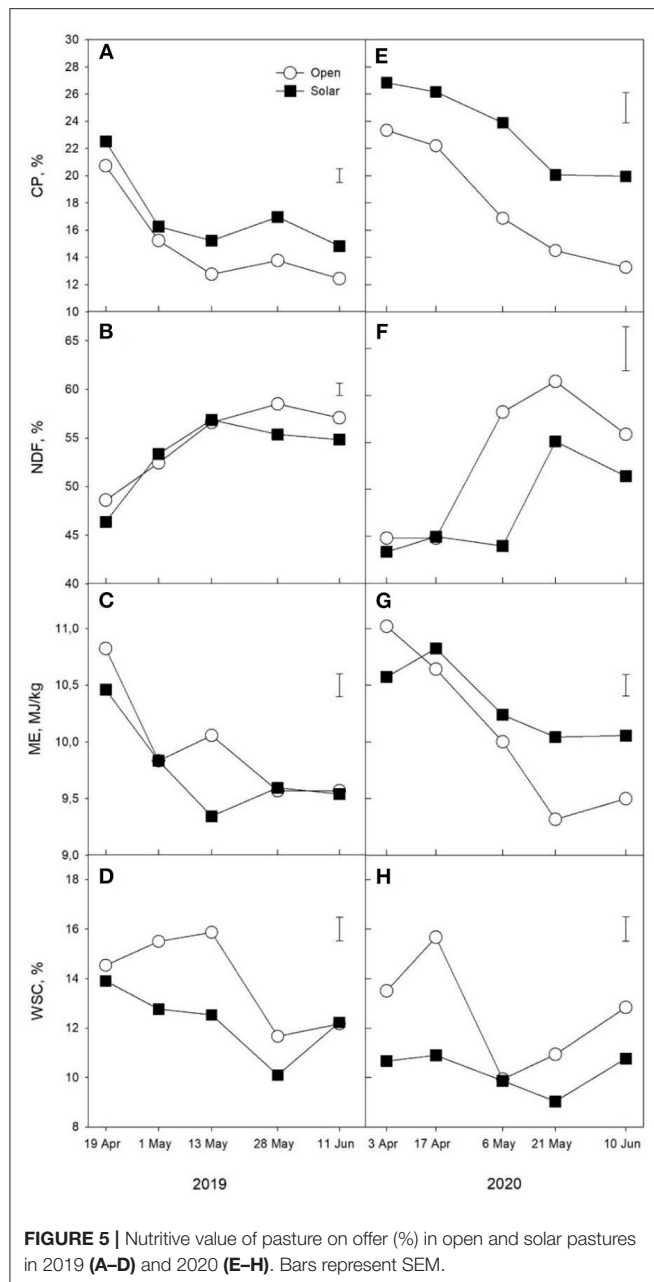 A
E
Open
Solar
CP, %
30
28
26
24
22
20
18
16
14
12
10
B
F
NDF, %
65
60
55
50
45
40
C
G
ME, MJ/kg
11,0
10,5
10,0
9,5
9,0
D
H
WSC, %
18
16
14
12
10
8
19 Apr 1 May 13 May 28 May 11 Jun 3 Apr 17 Apr 6 May 21 May 10 Jun
2019 2020
FIGURE 5 | Nutritive value of pasture on offer (%) in open and solar pastures
in 2019 (A–D) and 2020 (E–H). Bars represent SEM.